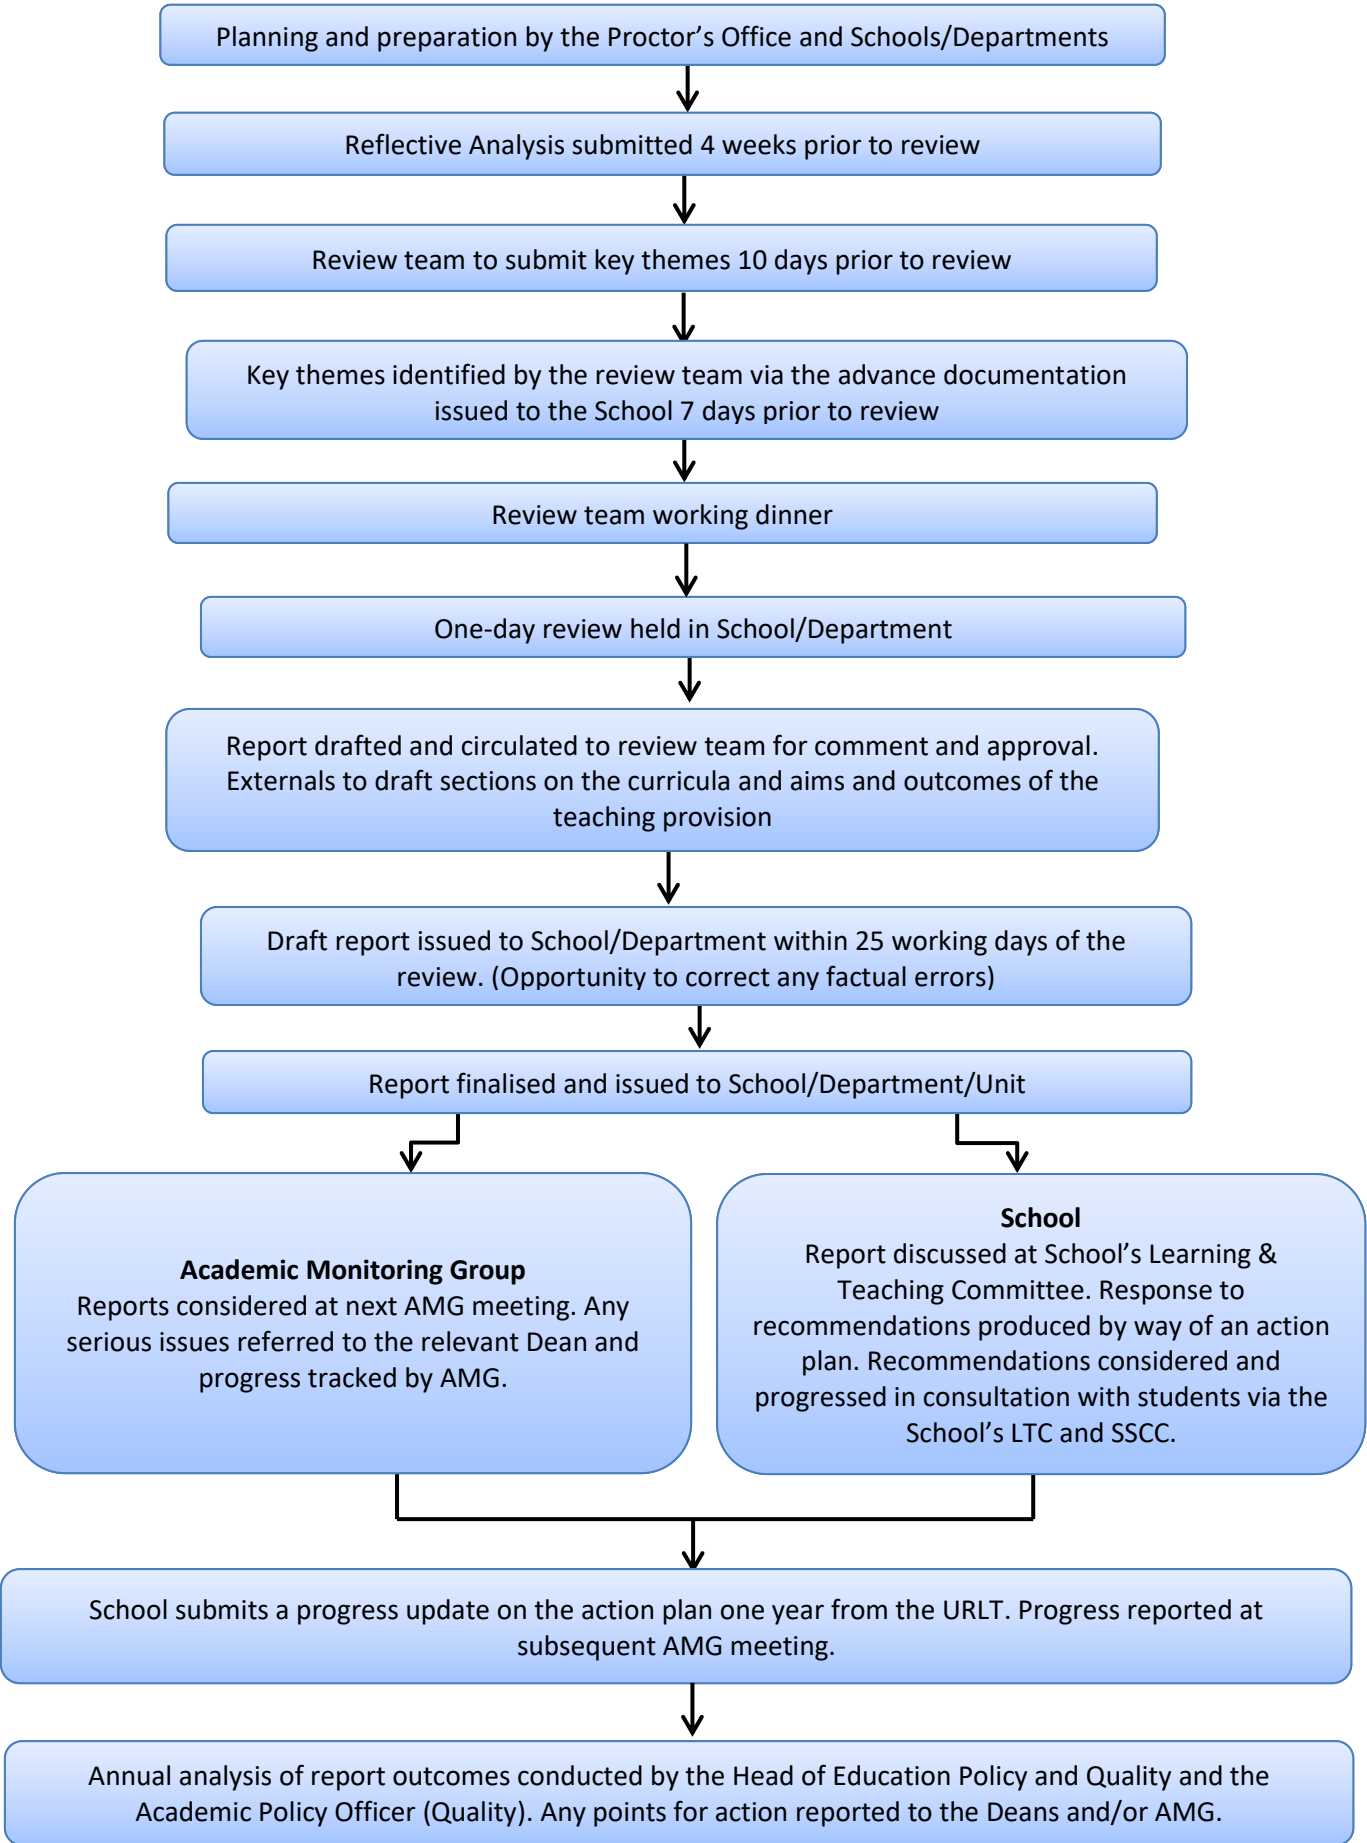 Planning and preparation by the Proctor’s Office and Schools/Departments
Reflective Analysis submitted 4 weeks prior to review
Review team to submit key themes 10 days prior to review
Key themes identified by the review team via the advance documentation
issued to the School 7 days prior to review
Review team working dinner
One-day review held in School/Department
Report drafted and circulated to review team for comment and approval.
Externals to draft sections on the curricula and aims and outcomes of the
teaching provision
Draft report issued to School/Department within 25 working days of the
review. (Opportunity to correct any factual errors)
Report finalised and issued to School/Department/Unit
Academic Monitoring Group
Reports considered at next AMG meeting. Any
serious issues referred to the relevant Dean and
progress tracked by AMG.
School
Report discussed at School’s Learning &
Teaching Committee. Response to
recommendations produced by way of an action
plan. Recommendations considered and
progressed in consultation with students via the
School’s LTC and SSCC.
School submits a progress update on the action plan one year from the URLT. Progress reported at
subsequent AMG meeting.
Annual analysis of report outcomes conducted by the Head of Education Policy and Quality and the
Academic Policy Officer (Quality). Any points for action reported to the Deans and/or AMG.